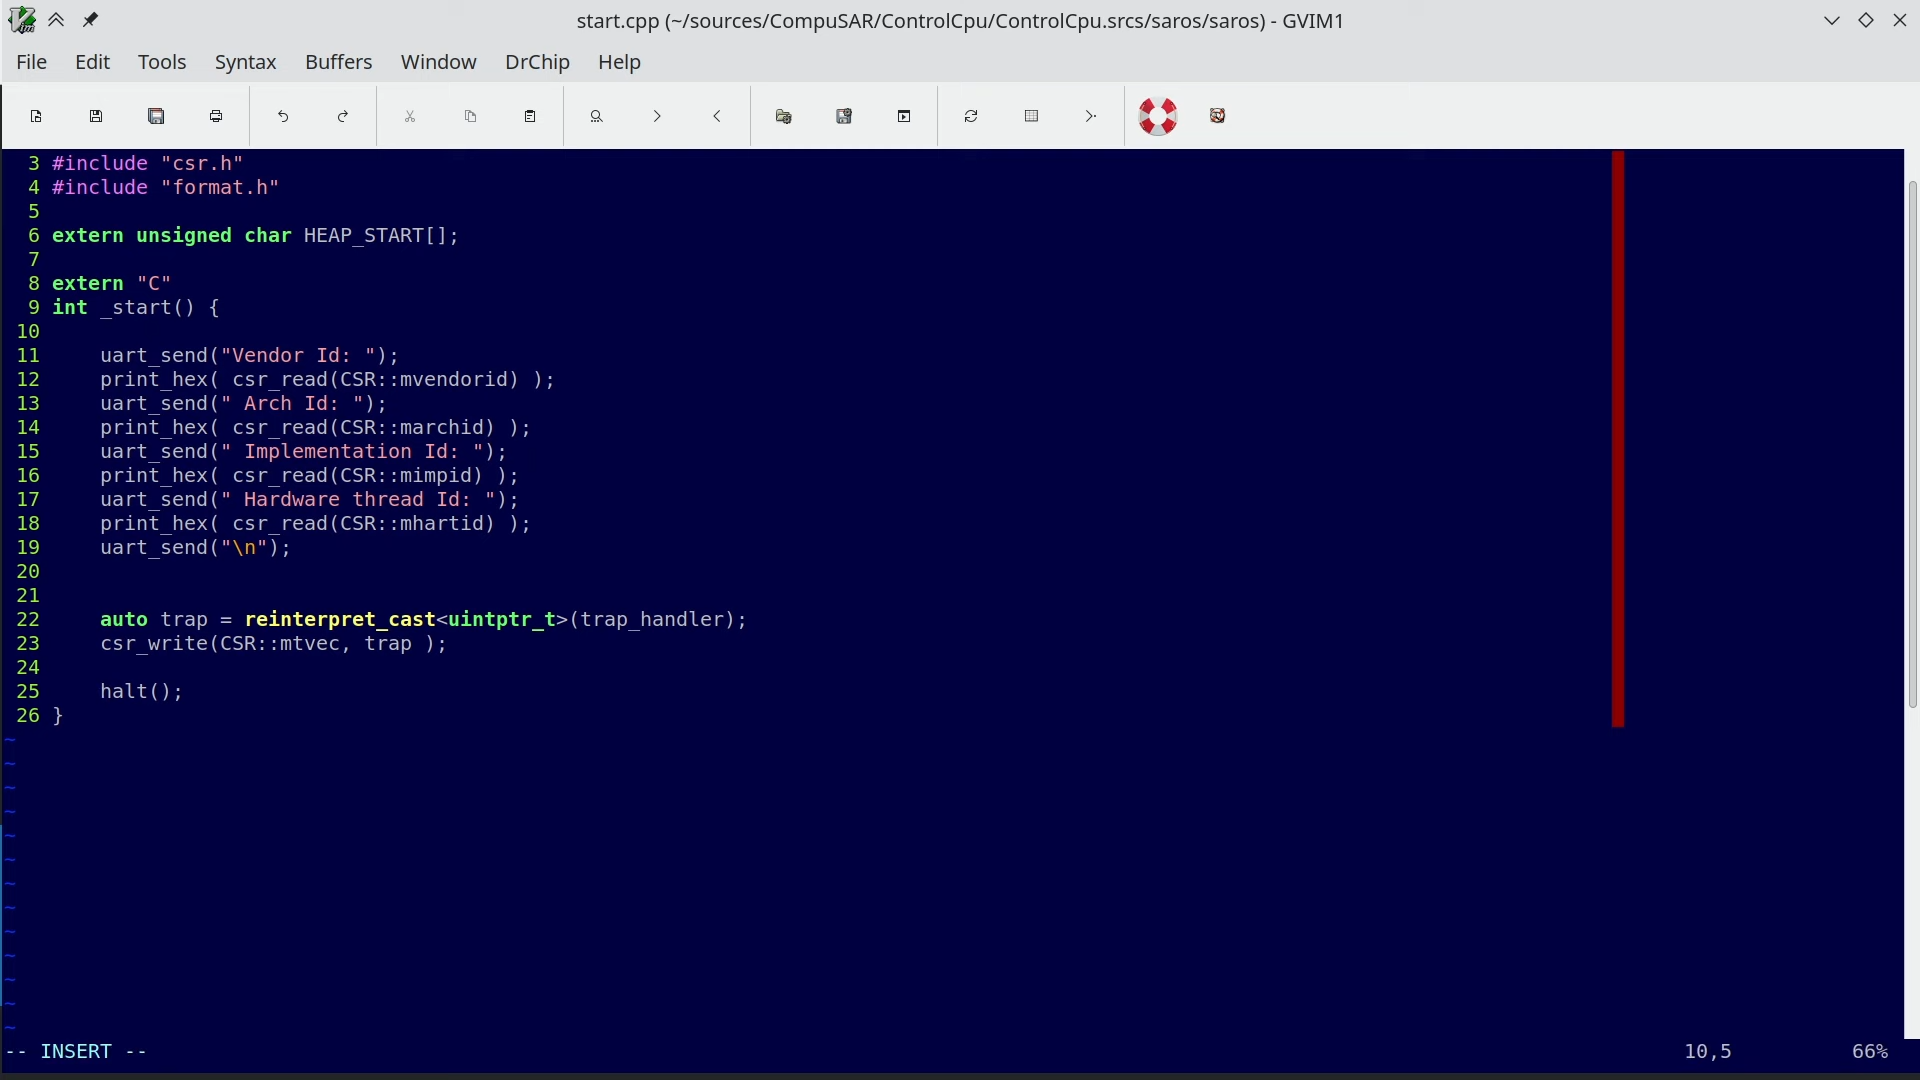 start.cpp (~/sources/CompuSAR/ControlCpu/ControlCpu.srcs/saros/saros) - GVIM1
File Edit Tools Syntax Buffers Window DrChip Help
3 #include "csr.h"
4 #include "format.h"
5
6 extern unsigned char HEAP_START[];
7
8 extern "C"
9 int _start() {
10
11     uart_send("Vendor Id: ");
12     print_hex( csr_read(CSR::mvendorid) );
13     uart_send(" Arch Id: ");
14     print_hex( csr_read(CSR::marchid) );
15     uart_send(" Implementation Id: ");
16     print_hex( csr_read(CSR::mimpid) );
17     uart_send(" Hardware thread Id: ");
18     print_hex( csr_read(CSR::mhartid) );
19     uart_send("\n");
20
21
22     auto trap = reinterpret_cast<uintptr_t>(trap_handler);
23     csr_write(CSR::mtvec, trap );
24
25     halt();
26 }
~
~
~
~
~
~
~
~
~
~
~
~
~
-- INSERT -- 10,5 66%